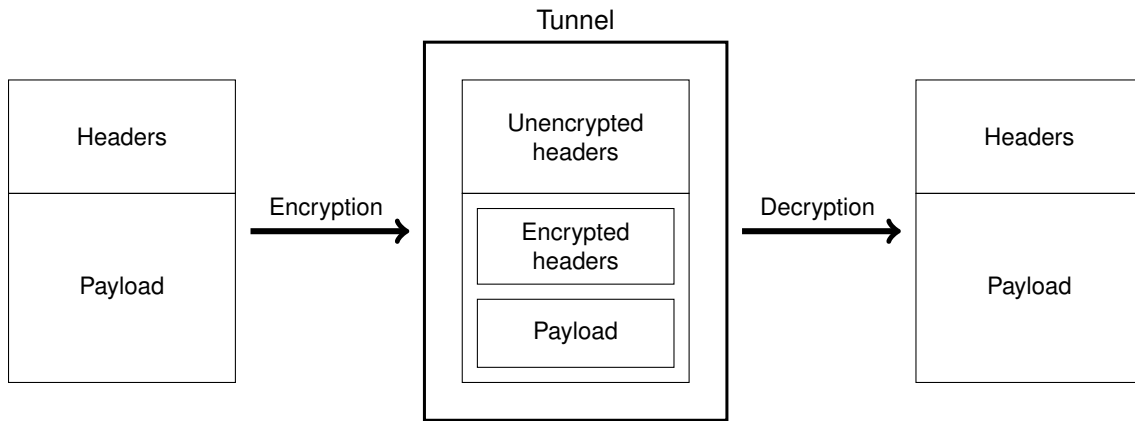 Tunnel
Headers
Payload
Encryption
Unencrypted
headers
Encrypted
headers
Payload
Decryption
Headers
Payload